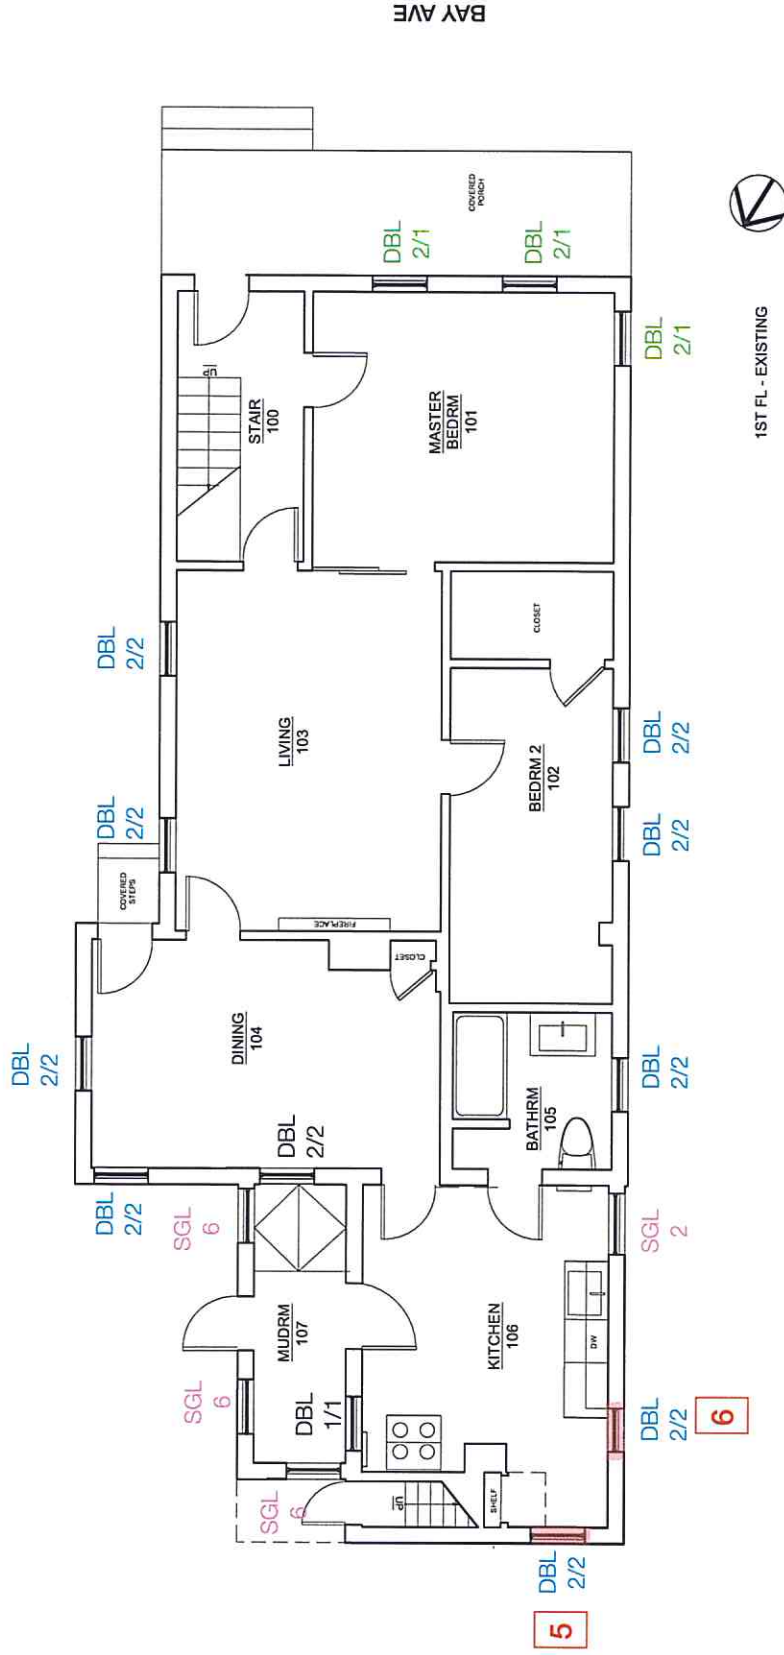 BAY AVE
COVERED
PORCH
DBL
2/1
DBL
2/1
DBL
2/1
1ST FL - EXISTING
UP
STAIR
100
MASTER
BEDRM
101
CLOSET
DBL
2/2
DBL
2/2
LIVING
103
BEDRM 2
102
DBL
2/2
DBL
2/2
COVERED
STEPS
FIREPLACE
CLOSET
DBL
2/2
DINING
104
DBL
2/2
BATHRM
105
DBL
2/2
DBL
2/2
SGL
6
SGL
2
MUDRM
107
KITCHEN
106
DW
SGL
6
DBL
1/1
DBL
2/2
6
SGL
6
UP
SHELF
DBL
2/2
5